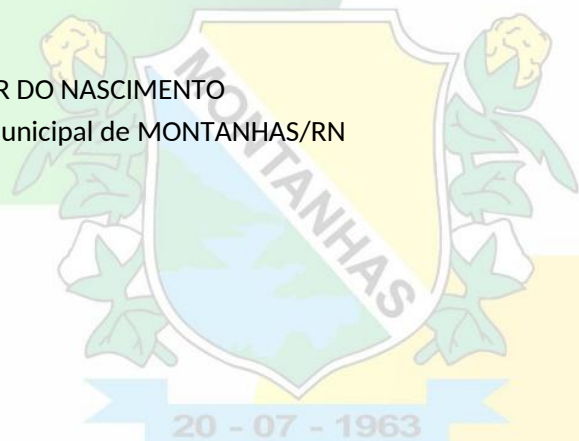 R DO NASCIMENTO
unicipal de MONTANHAS/RN
MONTANHAS
20 - 07 - 1963